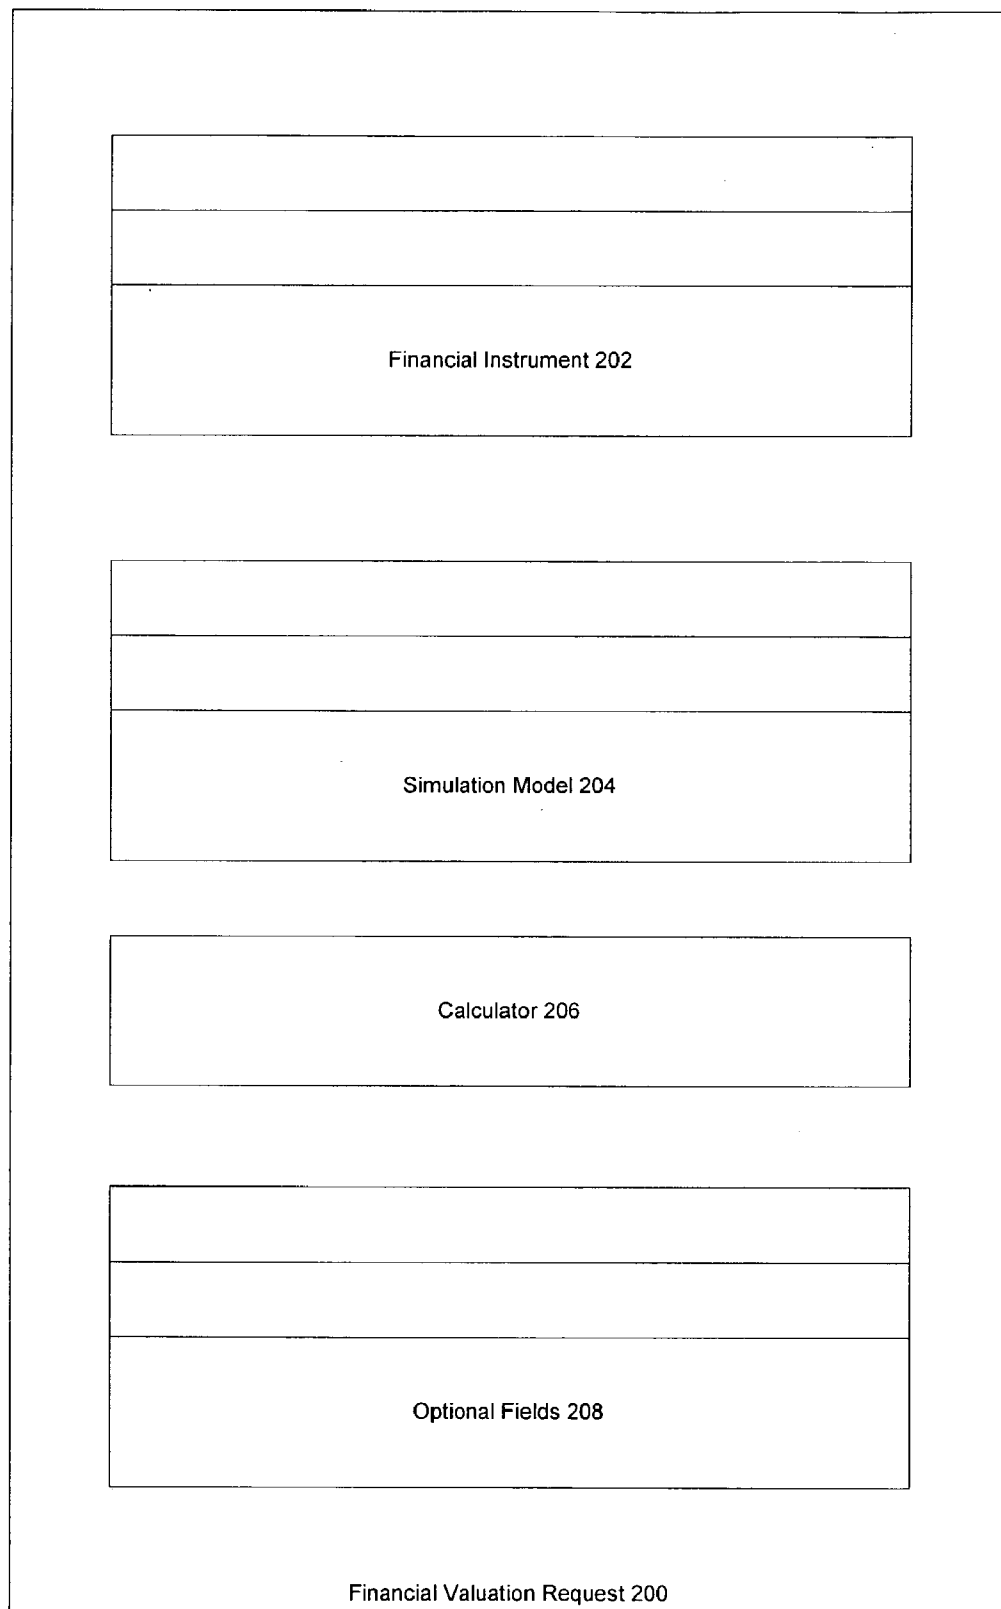 Financial Instrument 202
Simulation Model 204
Calculator 206
Optional Fields 208
Financial Valuation Request 200